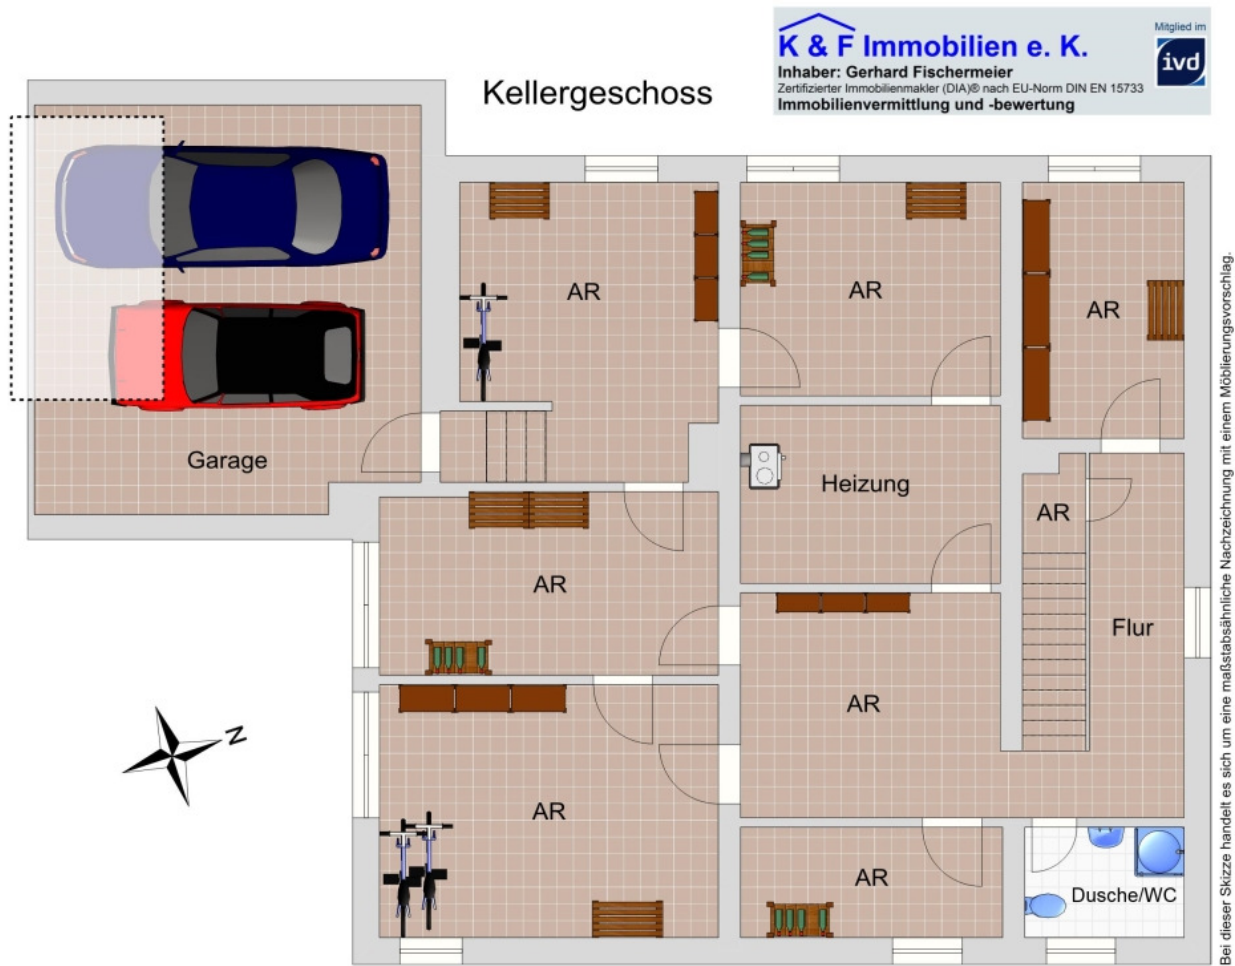 K & F Immobilien e. K.
Inhaber: Gerhard Fischermeier
Zertifizierter Immobilienmakler (DIA)® nach EU-Norm DIN EN 15733
Immobilienvermittlung und -bewertung
Mitglied im
ivd
Kellergeschoss
AR
AR
AR
Garage
Heizung
AR
AR
Flur
AR
N
AR
AR
Dusche/WC
Bei dieser Skizze handelt es sich um eine maßstabsähnliche Nachzeichnung mit einem Möblierungsvorschlag.